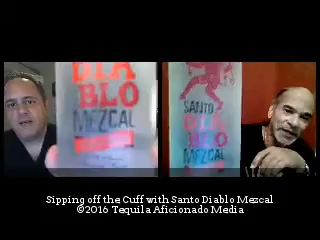 DIA
BLO
MEZCAL
SANTO
DIA
BLO
MEZCAL
Sipping off the Cuff with Santo Diablo Mezcal
©2016 Tequila Aficionado Media